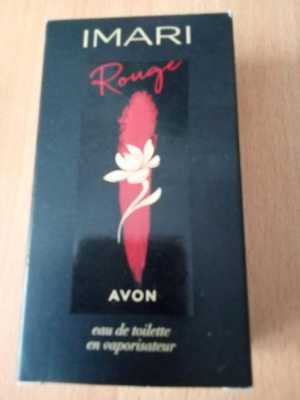 IMARI
Rouge
AVON
eau de toilette
en vaporisateur